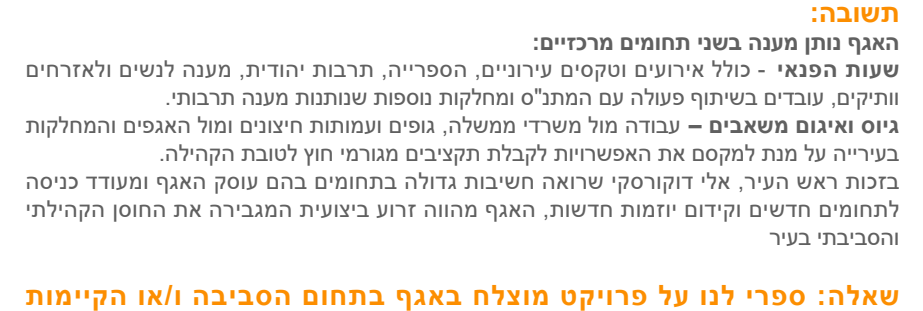 תשובה:
האגף נותן מענה בשני תחומים מרכזיים:
שעות הפנאי - כולל אירועים וטקסים עירוניים, הספרייה, תרבות יהודית, מענה לנשים ולאזרחים
וותיקים, עובדים בשיתוף פעולה עם המתנ"ס ומחלקות נוספות שנותנות מענה תרבותי.
גיוס ואיגום משאבים – עבודה מול משרדי ממשלה, גופים ועמותות חיצונים ומול האגפים והמחלקות
בעירייה על מנת למקסם את האפשרויות לקבלת תקציבים מגורמי חוץ לטובת הקהילה.
בזכות ראש העיר, אלי דוקורסקי שרואה חשיבות גדולה בתחומים בהם עוסק האגף ומעודד כניסה
לתחומים חדשים וקידום יוזמות חדשות, האגף מהווה זרוע ביצועית המגבירה את החוסן הקהילתי
והסביבתי בעיר
שאלה: ספרי לנו על פרויקט מוצלח באגף בתחום הסביבה ו/או הקיימות